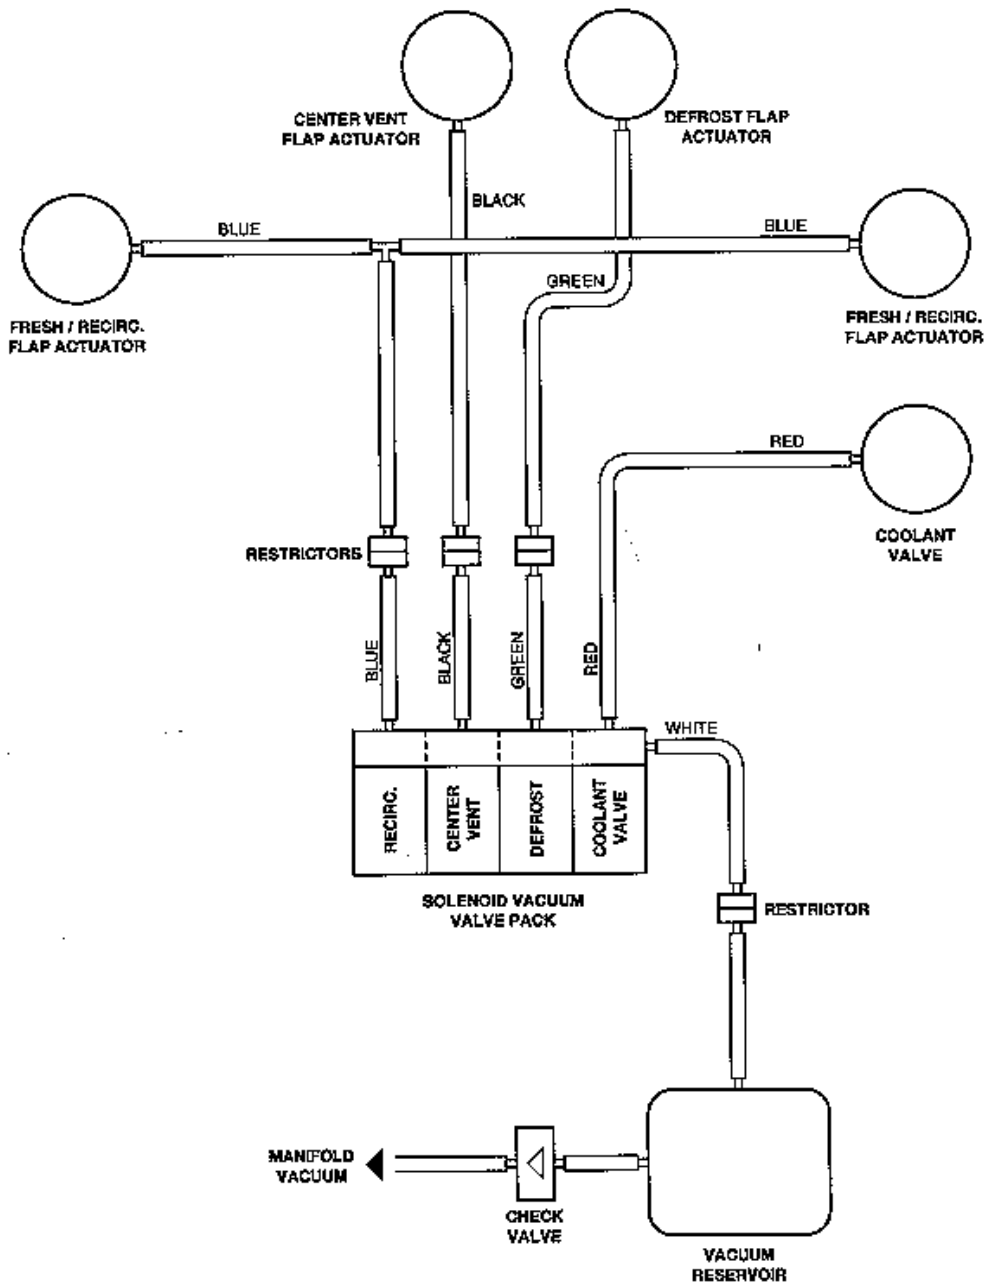 CENTER VENT
FLAP ACTUATOR
DEFROST FLAP
ACTUATOR
BLACK
BLUE
BLUE
GREEN
FRESH / RECIRC.
FLAP ACTUATOR
FRESH / RECIRC.
FLAP ACTUATOR
RED
COOLANT
VALVE
RESTRICTORS
BLUE
BLACK
GREEN
RED
WHITE
RECIRC.
CENTER
VENT
DEFROST
COOLANT
VALVE
SOLENOID VACUUM
VALVE PACK
RESTRICTOR
MANIFOLD
VACUUM
CHECK
VALVE
VACUUM
RESERVOIR